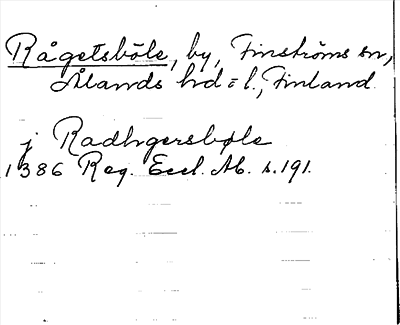 Rågetsböle, by, Finströms sn,
Ålands hd = l., Finland.
j Radhgersbøle
1386 Reg. Eccl. Ab. s. 191.